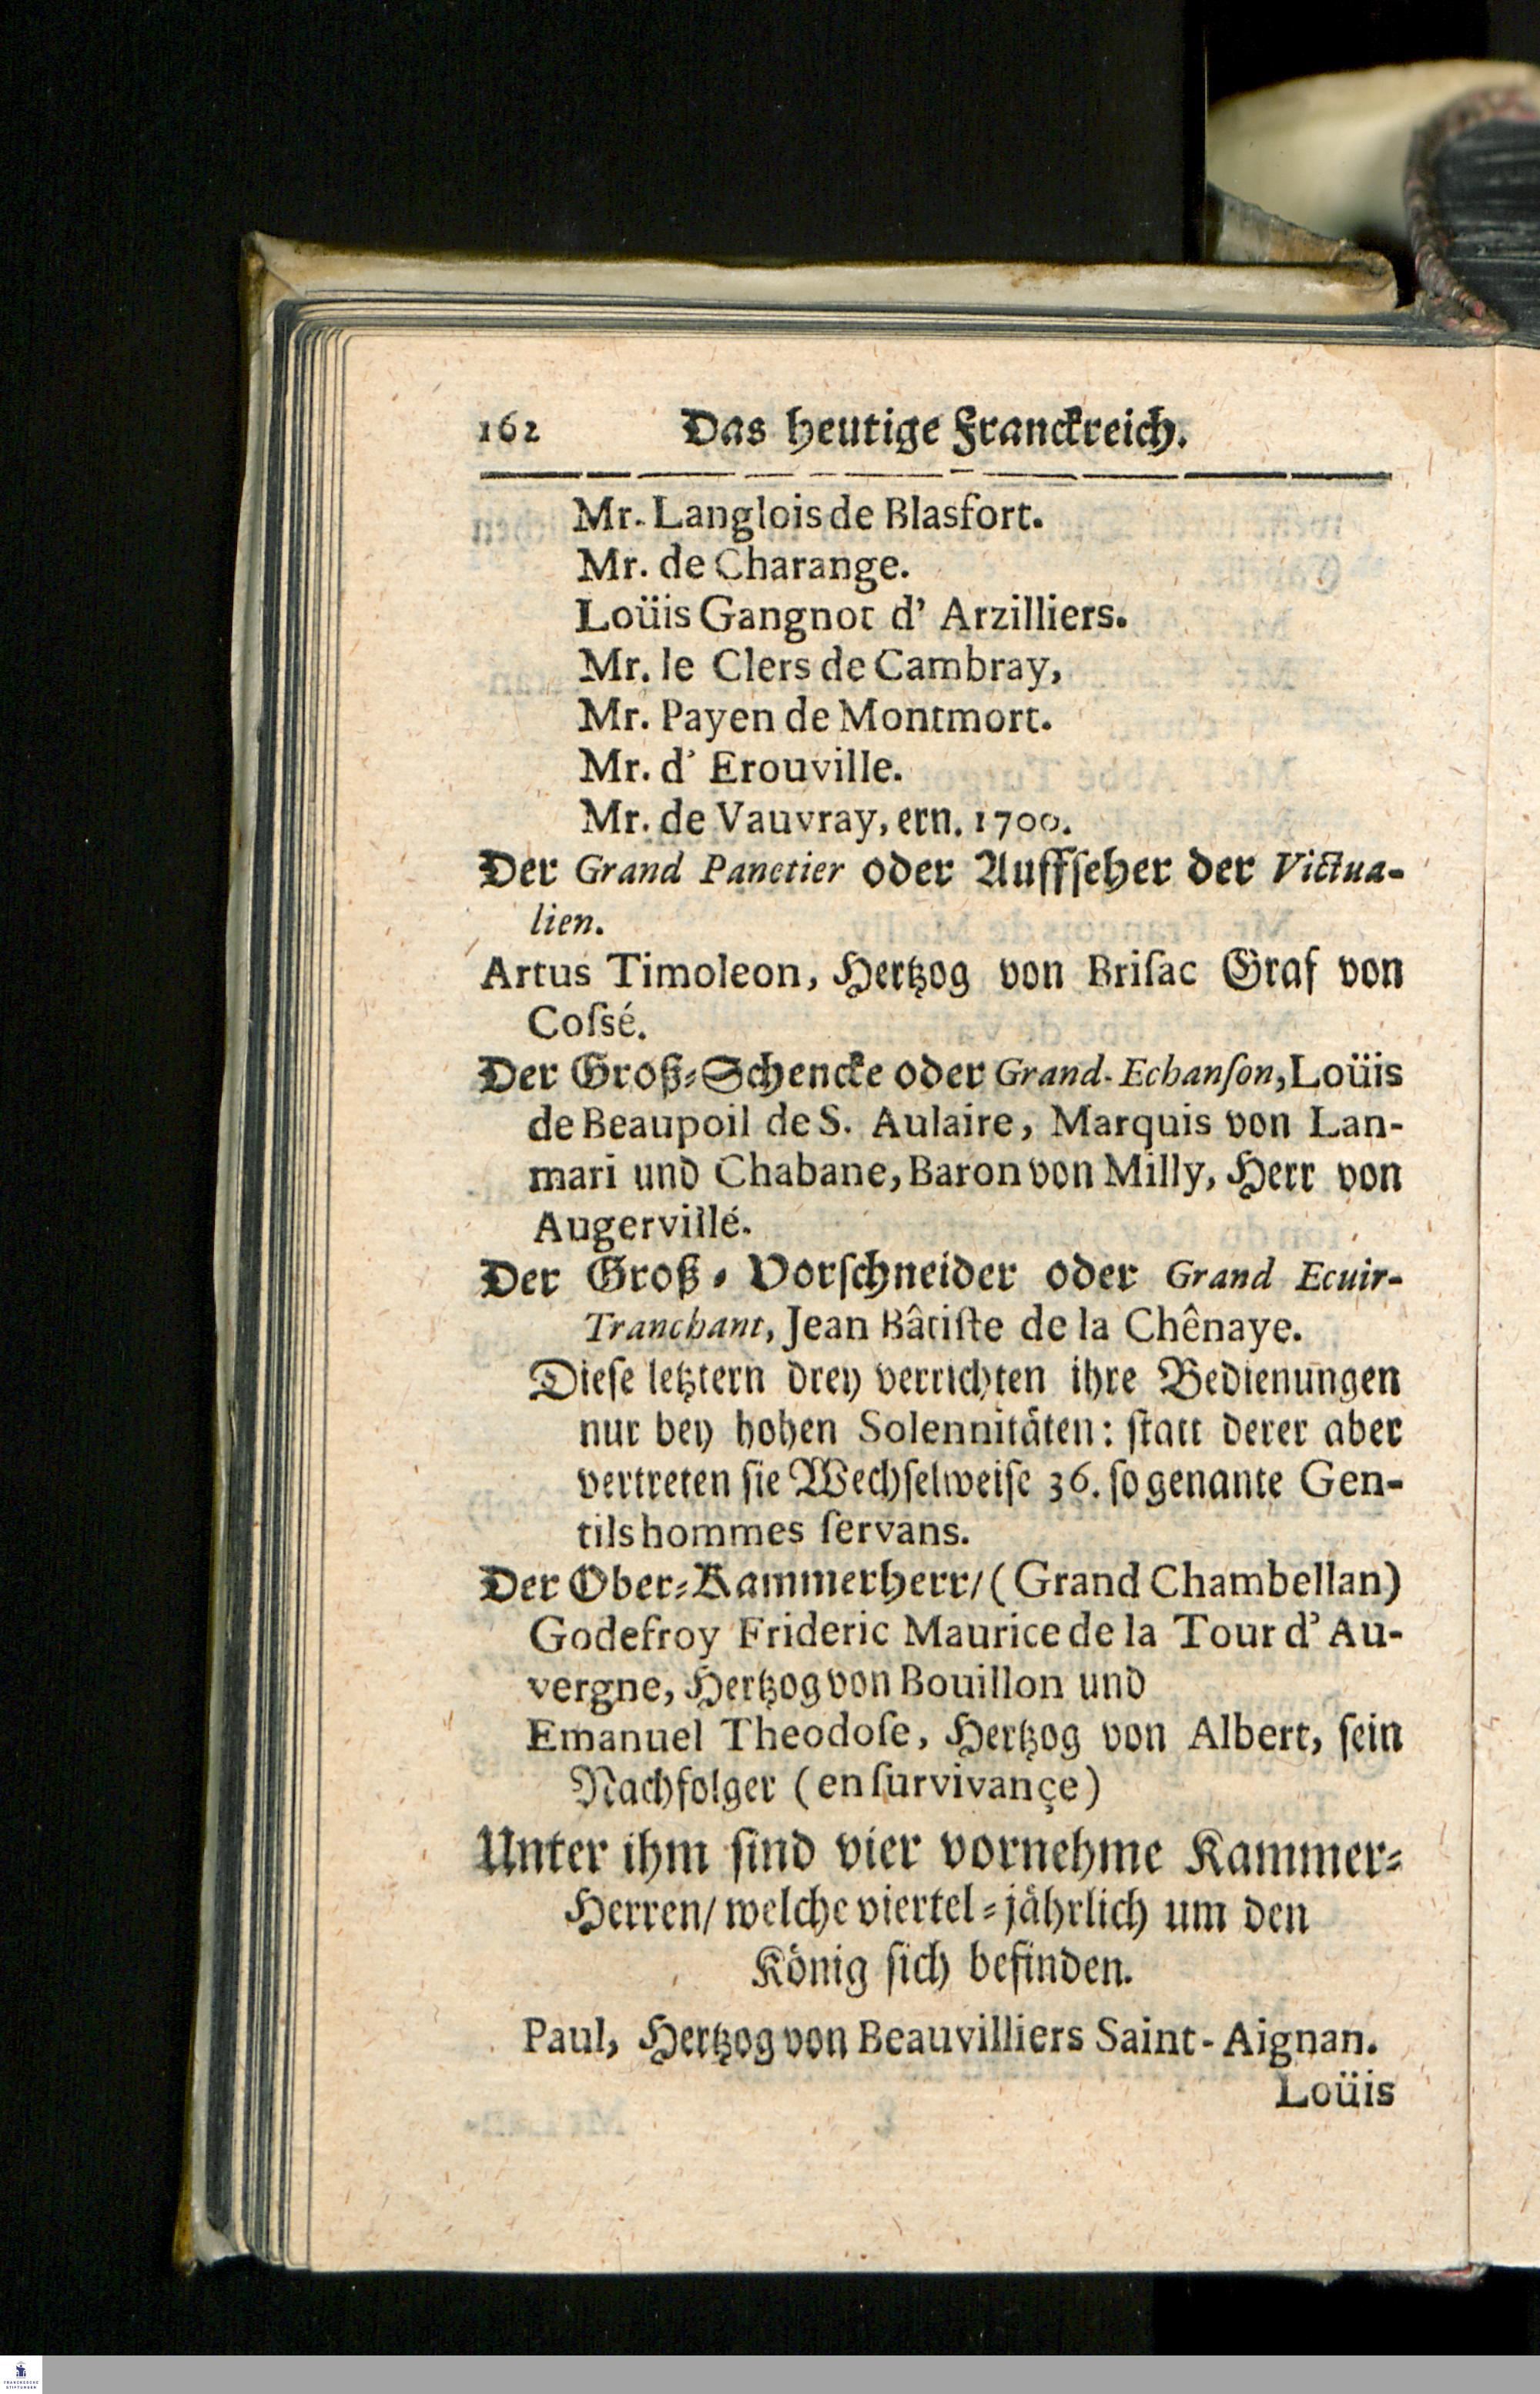 162 Das heutige Franckreich.
Mr. Langlois de Blasfort.
Mr. de Charange.
Loüis Gangnot d' Arzilliers.
Mr. le Clers de Cambray,
Mr. Payen de Montmort.
Mr. d' Erouville.
Mr. de Vauvray, ern. 1700.
Der Grand Panetier oder Auffſeher der Victua-
lien.
Artus Timoleon, Hertzog von Briſac Graf von
Coſsé.
Der Groß-Schencke oder Grand-Echanſon, Loüis
de Beaupoil de S. Aulaire, Marquis von Lan-
mari und Chabane, Baron von Milly, Herr von
Augervillé.
Der Groß-Vorſchneider oder Grand Ecuir-
Tranchant, Jean Bâtiſte de la Chênaye.
Dieſe letztern drey verrichten ihre Bedienungen
nur bey hohen Solennitäten: ſtatt derer aber
vertreten ſie Wechſelweiſe 36. ſo genante Gen-
tilshommes ſervans.
Der Ober-Kammerherr/ (Grand Chambellan)
Godefroy Frideric Maurice de la Tour d' Au-
vergne, Hertzog von Bouillon und
Emanuel Theodoſe, Hertzog von Albert, ſein
Nachfolger (en ſurvivançe)
Unter ihm ſind vier vornehme Kammer-
Herren/ welche viertel-jährlich um den
König ſich befinden.
Paul, Hertzog von Beauvilliers Saint-Aignan.
Loüis
FRANCKESCHE
STIFTUNGEN